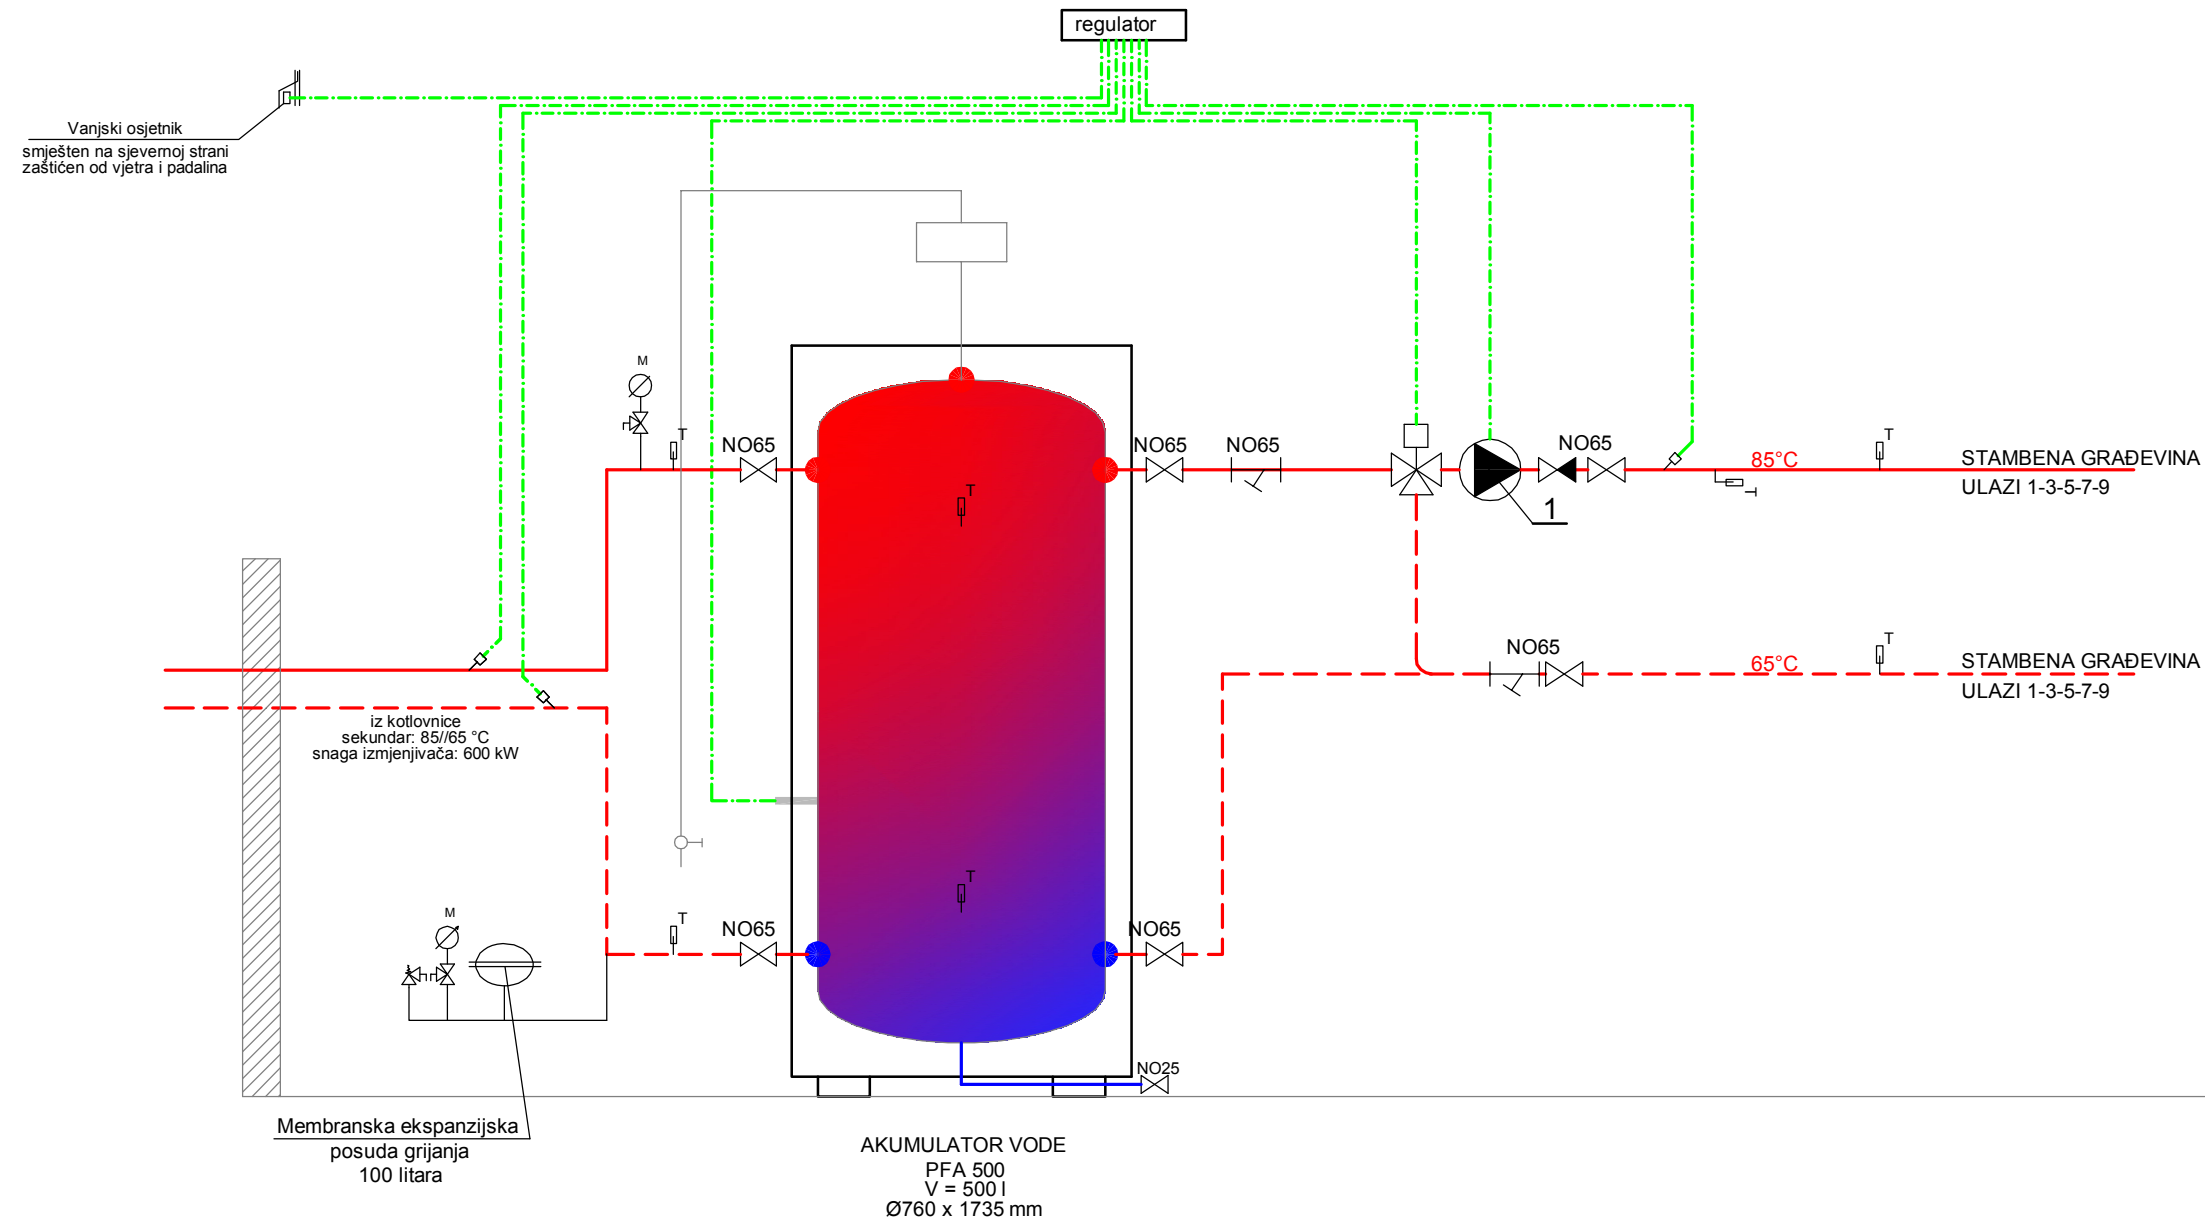 regulator
Vanjski osjetnik
smješten na sjevernoj strani
zaštićen od vjetra i padalina
M
T
NO65
NO65
NO65
NO65
T
T
85°C
STAMBENA GRAĐEVINA
ULAZI 1-3-5-7-9
T
1
NO65
T
65°C
STAMBENA GRAĐEVINA
ULAZI 1-3-5-7-9
iz kotlovnice
sekundar: 85//65 °C
snaga izmjenjivača: 600 kW
T
M
T
NO65
NO65
NO25
Membranska ekspanzijska
posuda grijanja
100 litara
AKUMULATOR VODE
PFA 500
V = 500 l
Ø760 x 1735 mm